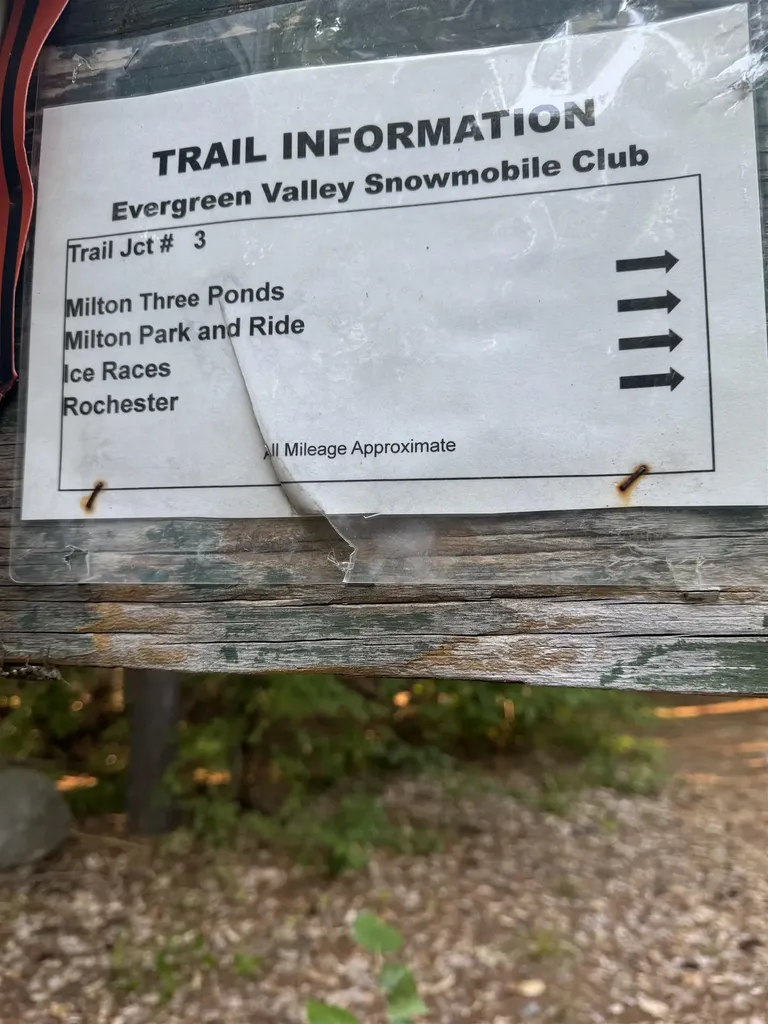 TRAIL INFORMATION
Evergreen Valley Snowmobile Club
Trail Jct # 3
Milton Three Ponds
Milton Park and Ride
Ice Races
Rochester
All Mileage Approximate